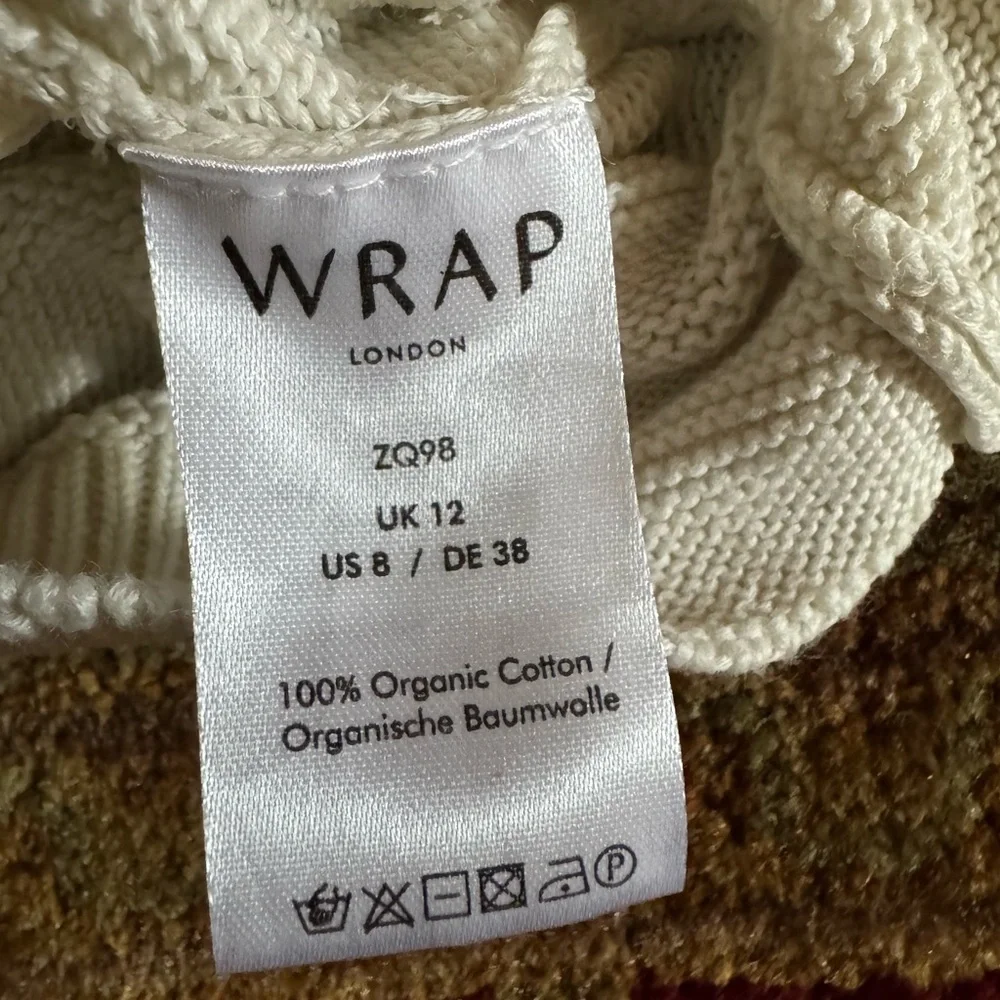 WRAP
LONDON
ZQ98
UK 12
US 8 / DE 38
100% Organic Cotton /
Organische Baumwolle
P